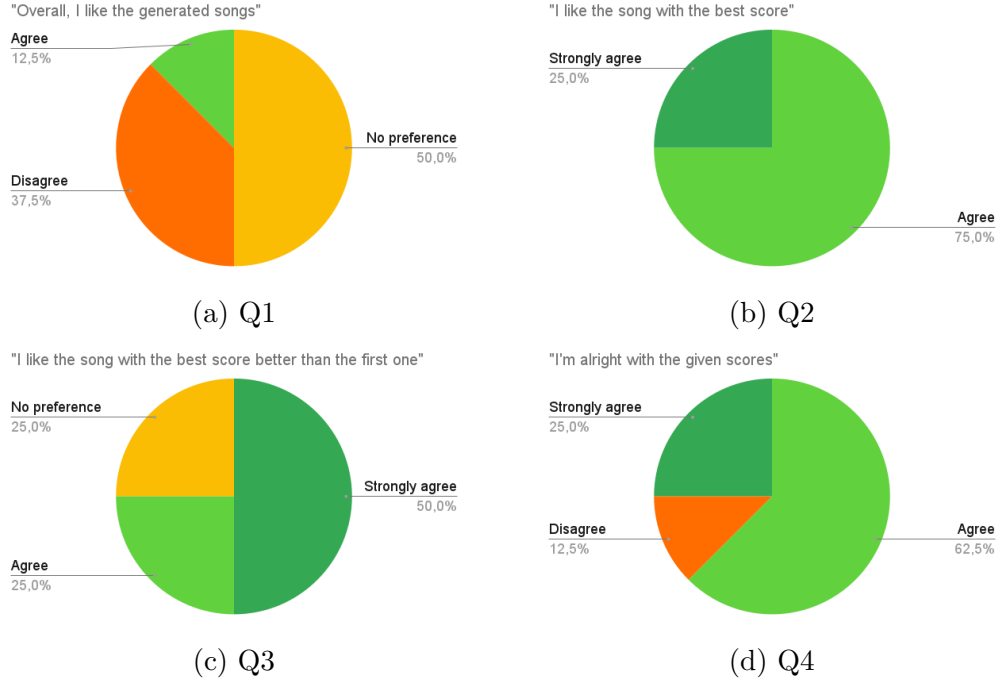 "Overall, I like the generated songs"
Agree
12,5%
No preference
50,0%
Disagree
37,5%
(a) Q1
"I like the song with the best score"
Strongly agree
25,0%
Agree
75,0%
(b) Q2
"I like the song with the best score better than the first one"
No preference
25,0%
Strongly agree
50,0%
Agree
25,0%
(c) Q3
"I'm alright with the given scores"
Strongly agree
25,0%
Disagree
12,5%
Agree
62,5%
(d) Q4